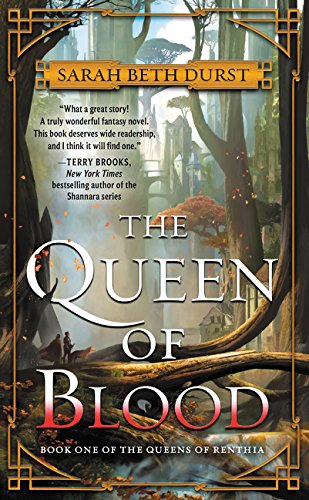 SARAH BETH DURST
"What a great story!
A truly wonderful fantasy novel.
This book deserves wide readership,
and I think it will find one."
—TERRY BROOKS,
New York Times
bestselling author of the
Shannara series
THE
QUEEN
OF
BLOOD
BOOK ONE OF THE QUEENS OF RENTHIA